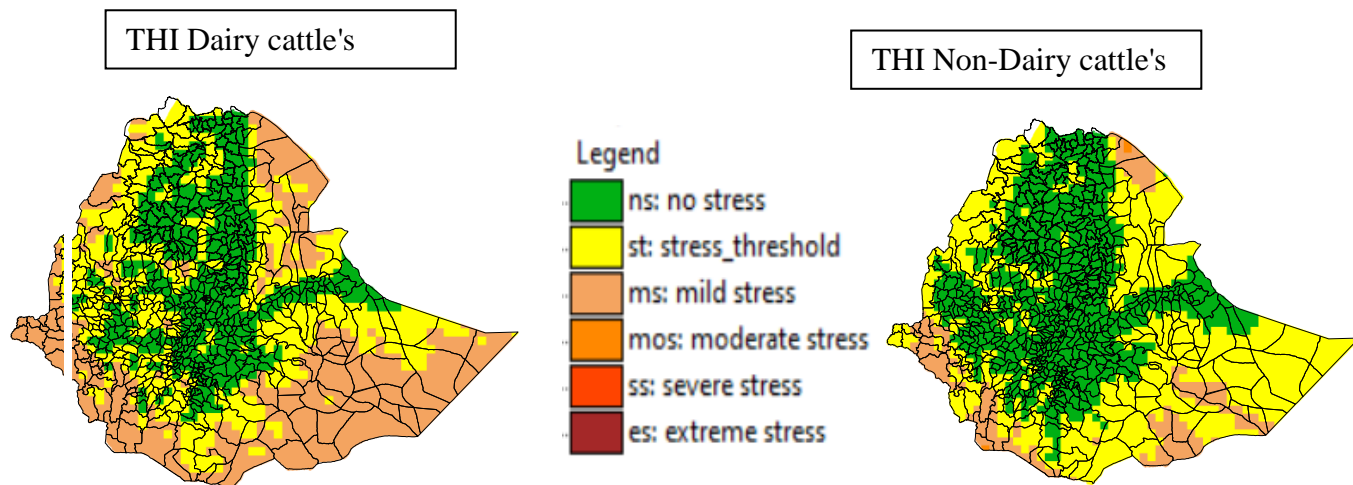 THI Dairy cattle's
THI Non-Dairy cattle's
Legend
ns: no stress
st: stress_threshold
ms: mild stress
mos: moderate stress
ss: severe stress
es: extreme stress